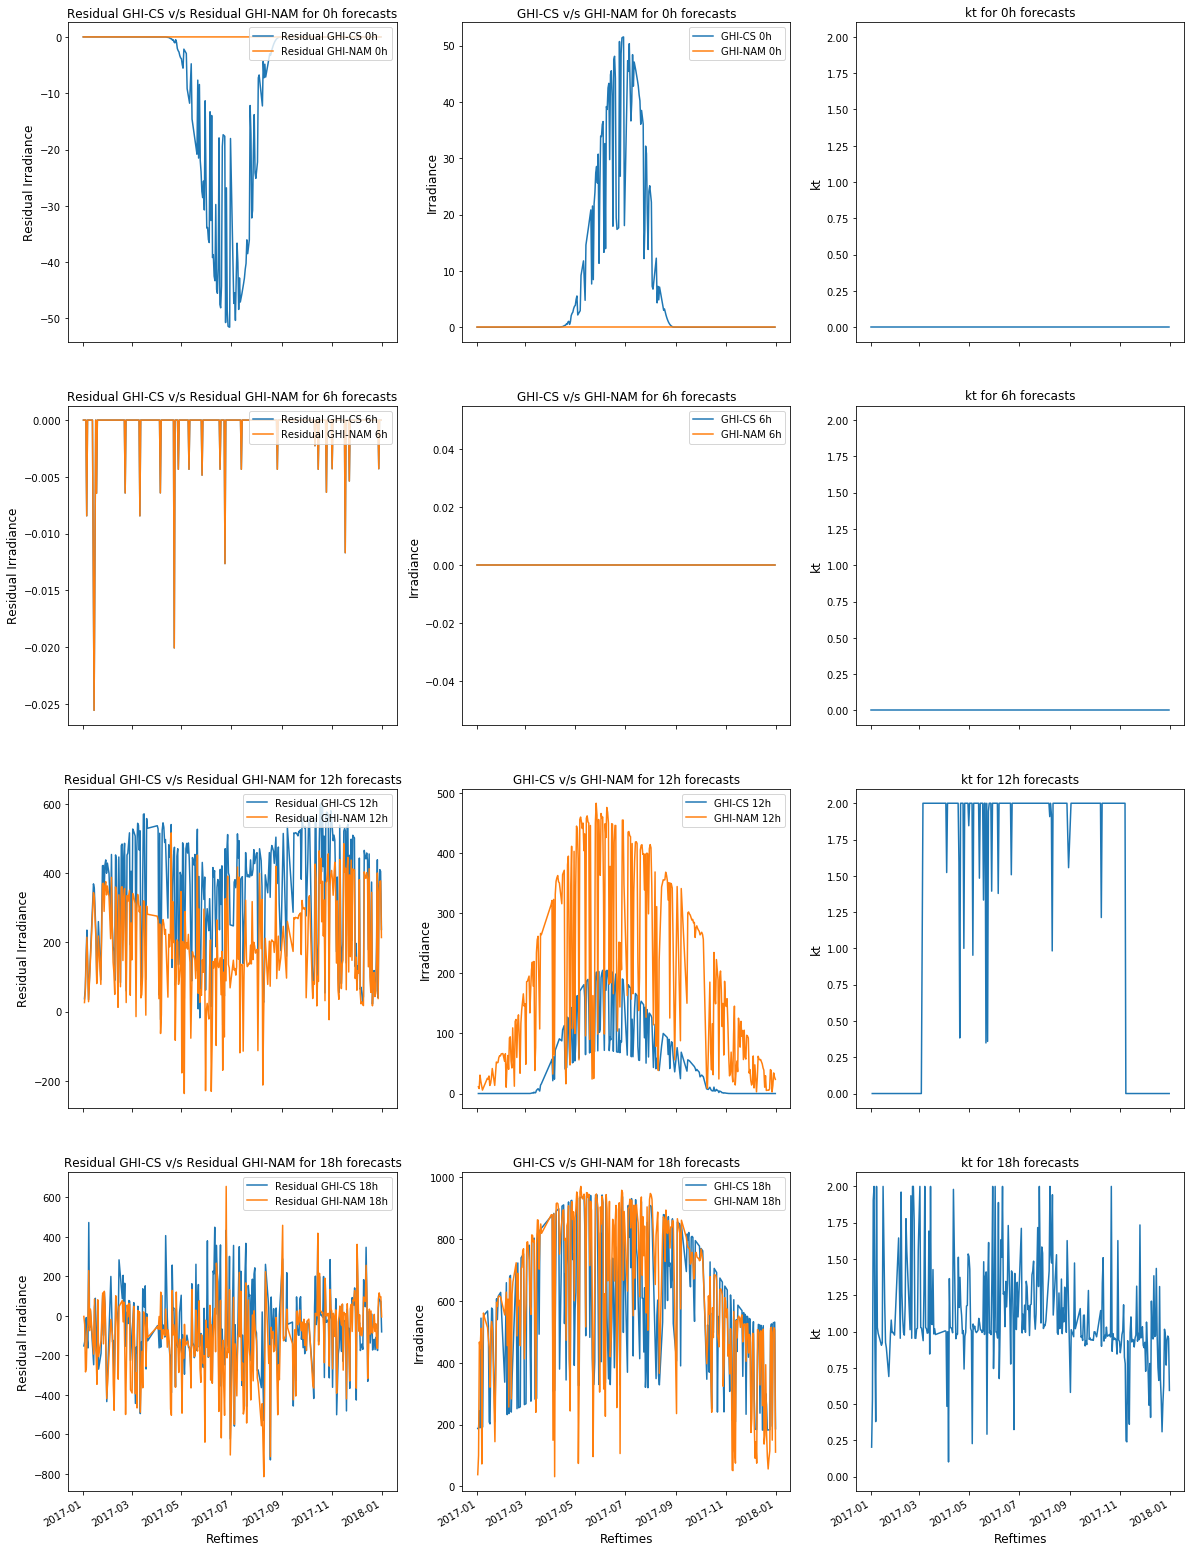 Residual GHI-CS v/s Residual GHI-NAM for 0h forecasts
Residual GHI-CS 0h
Residual GHI-NAM 0h
0
−10
−20
−30
−40
−50
Residual Irradiance
GHI-CS v/s GHI-NAM for 0h forecasts
GHI-CS 0h
GHI-NAM 0h
50
40
30
20
10
0
Irradiance
kt for 0h forecasts
2.00
1.75
1.50
1.25
1.00
0.75
0.50
0.25
0.00
kt
Residual GHI-CS v/s Residual GHI-NAM for 6h forecasts
Residual GHI-CS 6h
Residual GHI-NAM 6h
0.000
−0.005
−0.010
−0.015
−0.020
−0.025
Residual Irradiance
GHI-CS v/s GHI-NAM for 6h forecasts
GHI-CS 6h
GHI-NAM 6h
0.04
0.02
0.00
−0.02
−0.04
Irradiance
kt for 6h forecasts
2.00
1.75
1.50
1.25
1.00
0.75
0.50
0.25
0.00
kt
Residual GHI-CS v/s Residual GHI-NAM for 12h forecasts
Residual GHI-CS 12h
Residual GHI-NAM 12h
600
400
200
0
−200
Residual Irradiance
GHI-CS v/s GHI-NAM for 12h forecasts
GHI-CS 12h
GHI-NAM 12h
500
400
300
200
100
0
Irradiance
kt for 12h forecasts
2.00
1.75
1.50
1.25
1.00
0.75
0.50
0.25
0.00
kt
Residual GHI-CS v/s Residual GHI-NAM for 18h forecasts
Residual GHI-CS 18h
Residual GHI-NAM 18h
600
400
200
0
−200
−400
−600
−800
Residual Irradiance
2017-01
2017-03
2017-05
2017-07
2017-09
2017-11
2018-01
Reftimes
GHI-CS v/s GHI-NAM for 18h forecasts
GHI-CS 18h
GHI-NAM 18h
1000
800
600
400
200
0
Irradiance
2017-01
2017-03
2017-05
2017-07
2017-09
2017-11
2018-01
Reftimes
kt for 18h forecasts
2.00
1.75
1.50
1.25
1.00
0.75
0.50
0.25
0.00
kt
2017-01
2017-03
2017-05
2017-07
2017-09
2017-11
2018-01
Reftimes